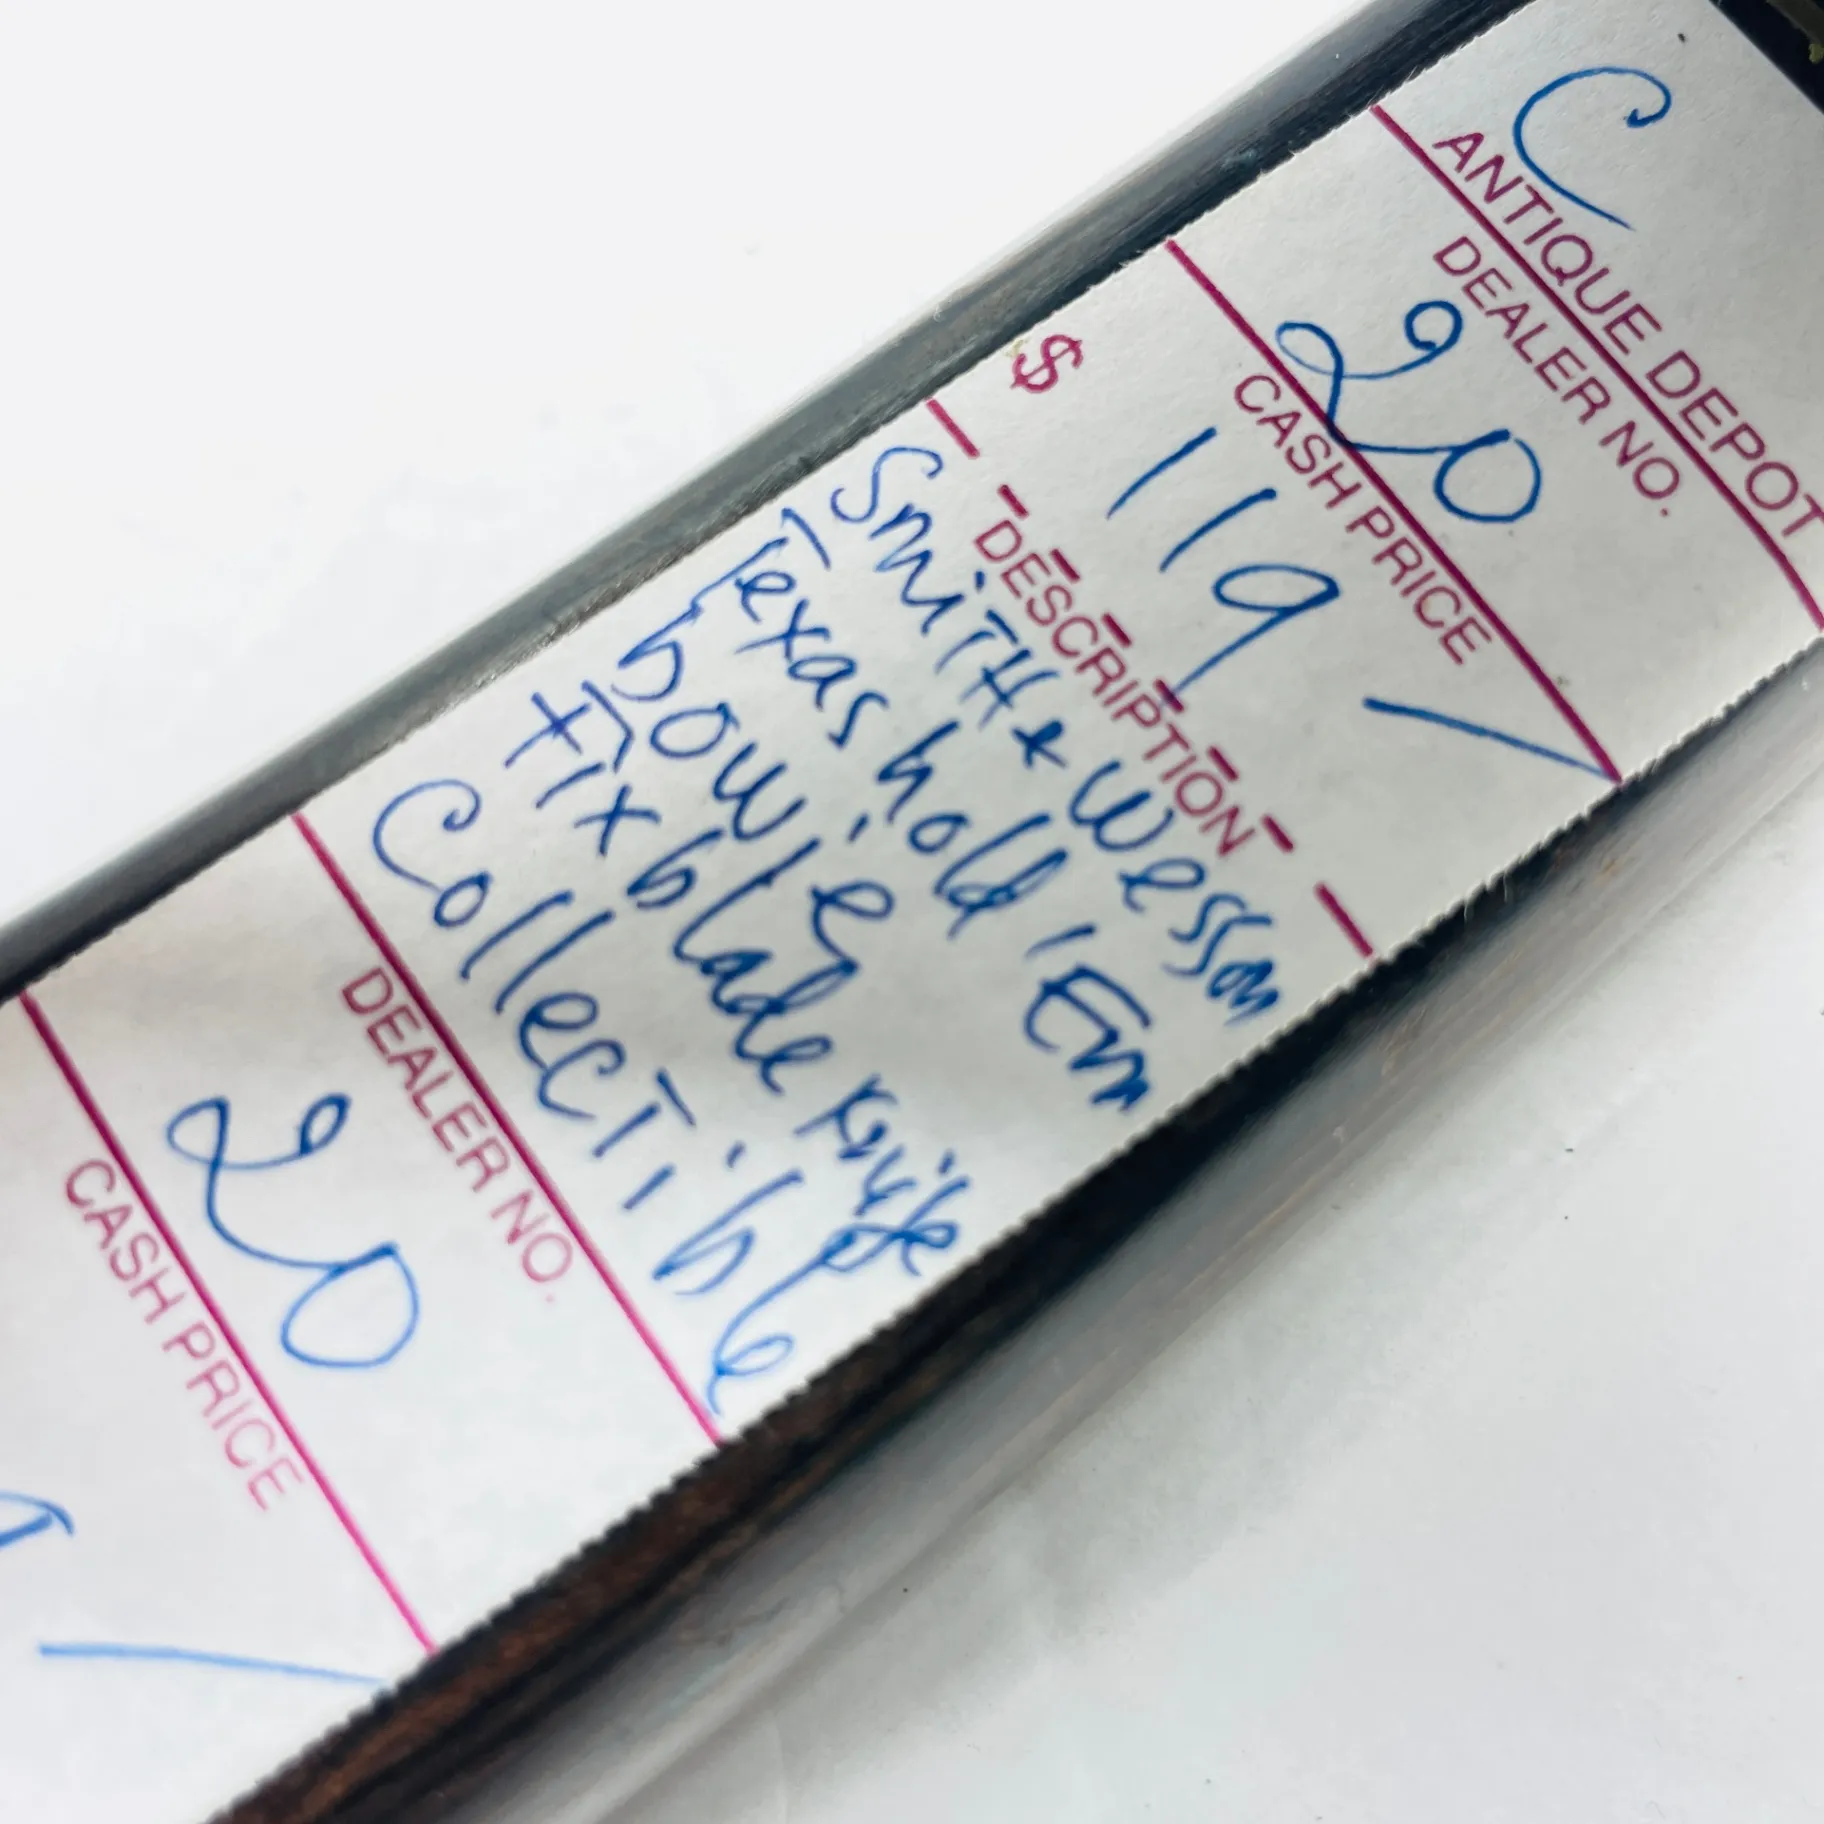 C
ANTIQUE DEPOT
DEALER NO.
20
CASH PRICE
$ 119 —
DESCRIPTION
SMITH & Wesson
Texas hold 'Em
bowie
Fix blade Knife
CollecTible
DEALER NO.
20
CASH PRICE
9 —